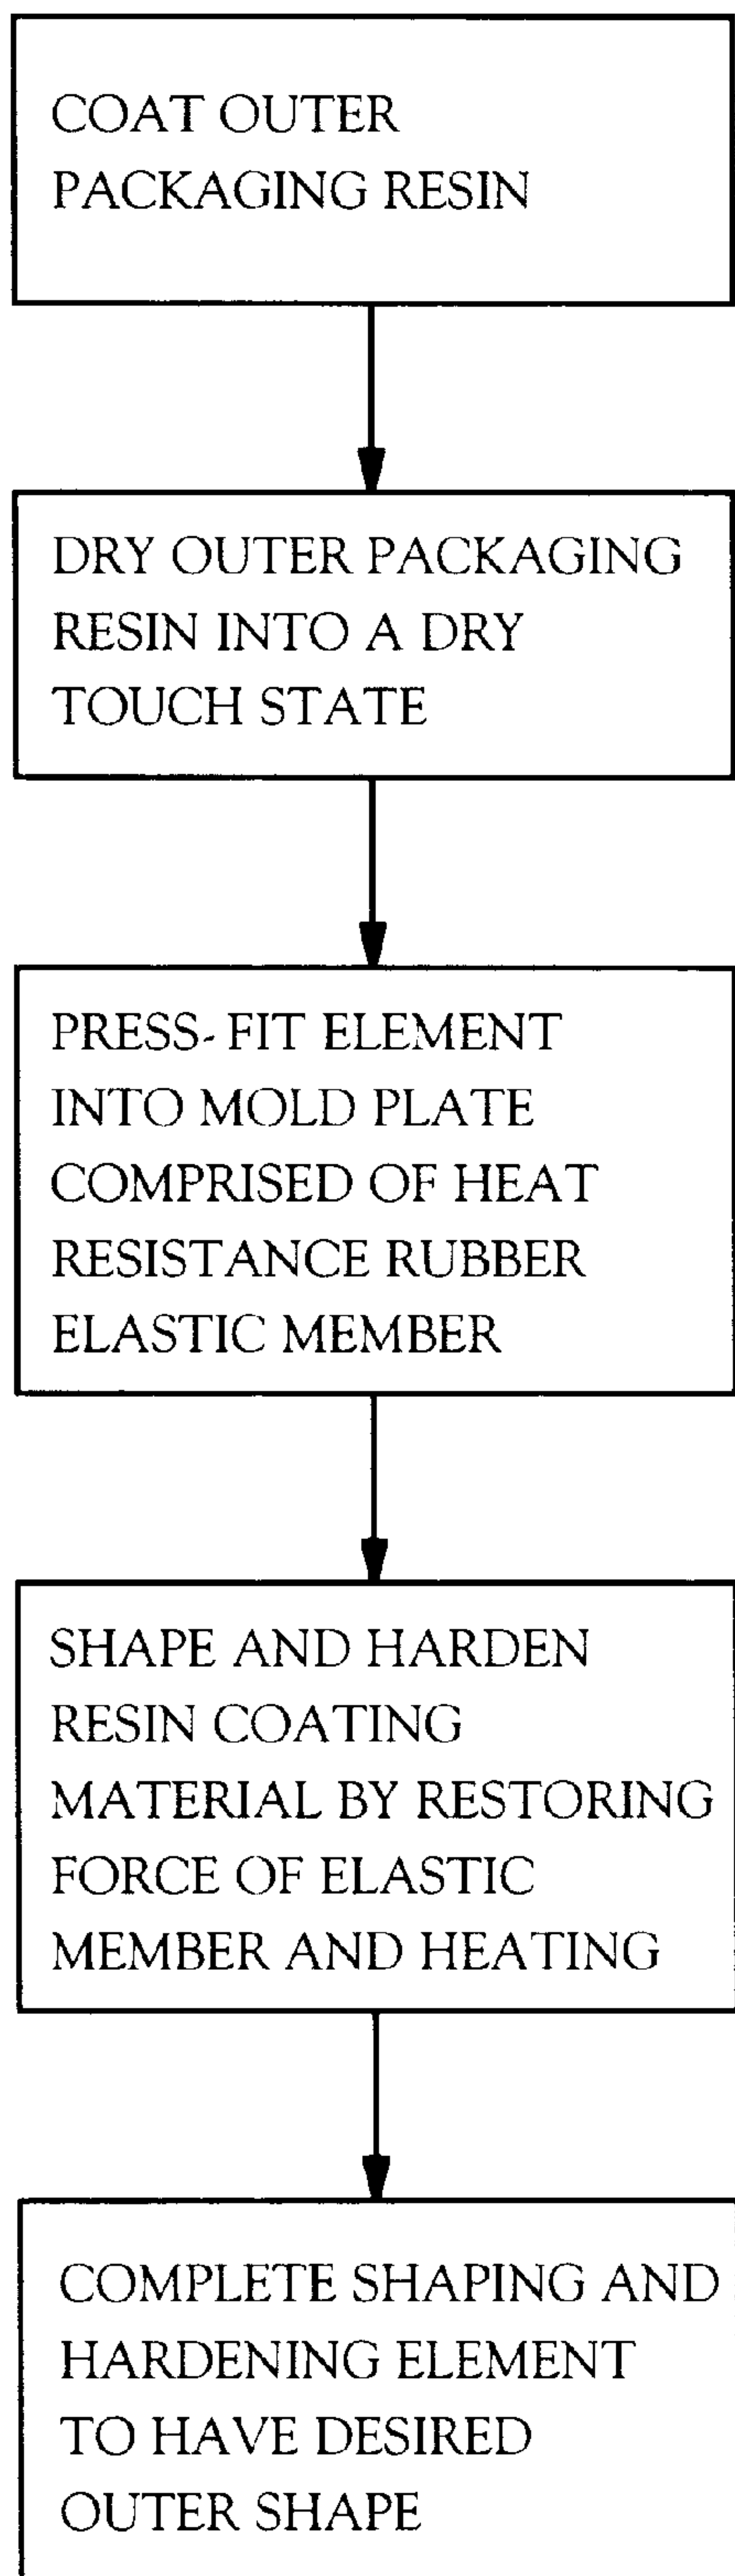 COAT OUTER
PACKAGING RESIN
DRY OUTER PACKAGING
RESIN INTO A DRY
TOUCH STATE
PRESS-FIT ELEMENT
INTO MOLD PLATE
COMPRISED OF HEAT
RESISTANCE RUBBER
ELASTIC MEMBER
SHAPE AND HARDEN
RESIN COATING
MATERIAL BY RESTORING
FORCE OF ELASTIC
MEMBER AND HEATING
COMPLETE SHAPING AND
HARDENING ELEMENT
TO HAVE DESIRED
OUTER SHAPE